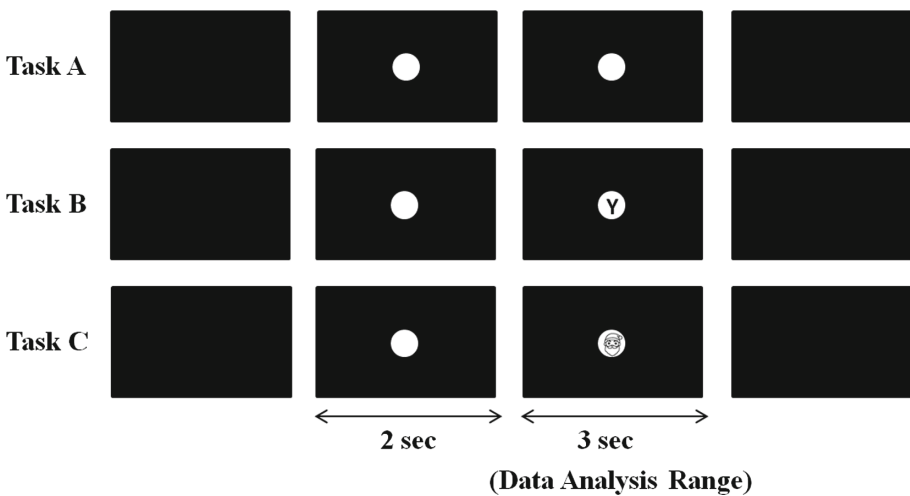 Task A
Task B
Y
Task C
2 sec
3 sec
(Data Analysis Range)